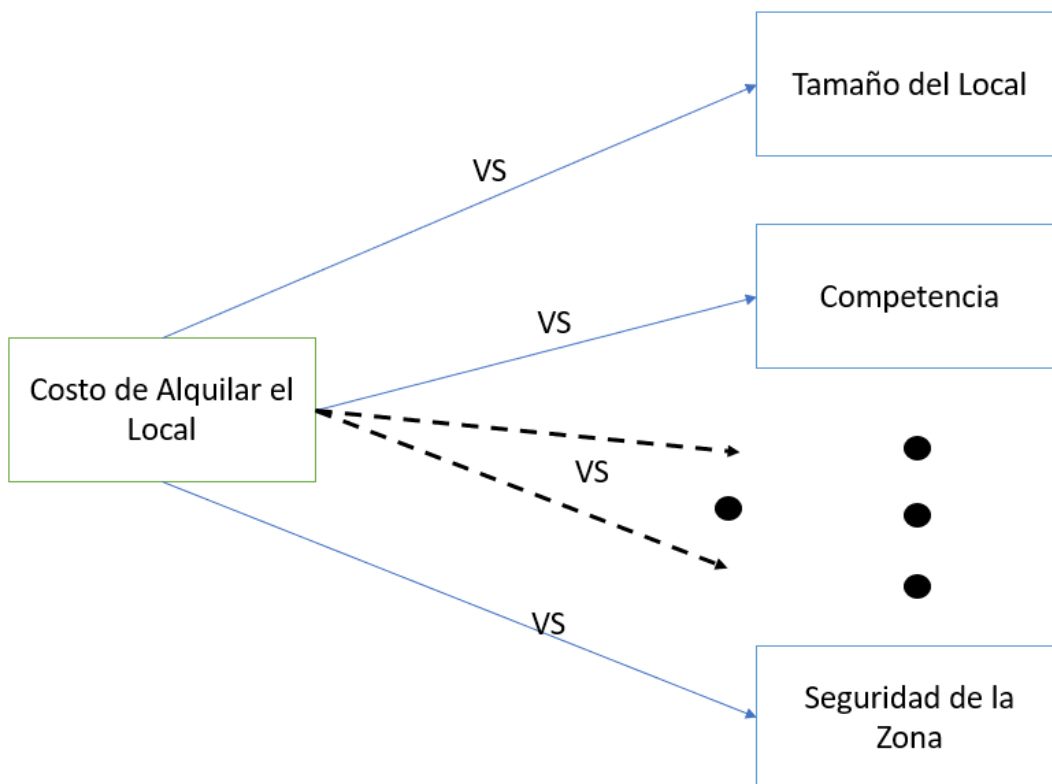 Tamaño del Local
VS
Competencia
VS
Costo de Alquilar el
Local
VS
VS
Seguridad de la
Zona